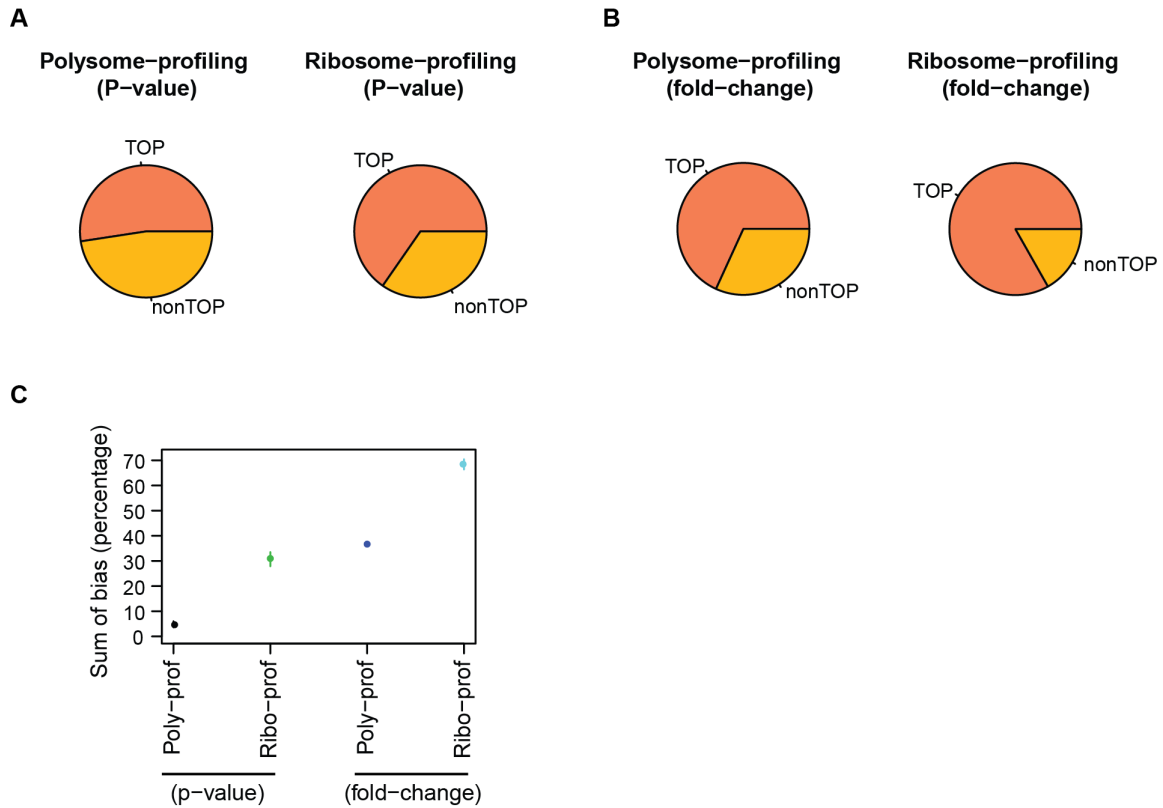 A
B
Polysome−profiling
(P−value)
Ribosome−profiling
(P−value)
Polysome−profiling
(fold−change)
Ribosome−profiling
(fold−change)
TOP
nonTOP
TOP
nonTOP
TOP
nonTOP
TOP
nonTOP
C
Sum of bias (percentage)
70
60
50
40
30
20
10
0
Poly−prof
Ribo−prof
Poly−prof
Ribo−prof
(p−value)
(fold−change)